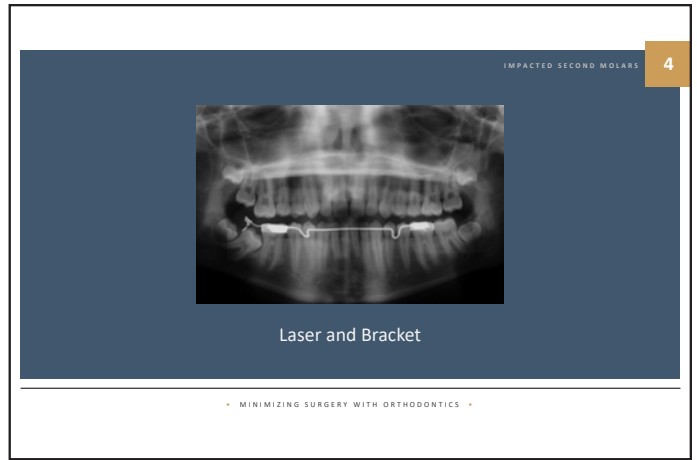 IMPACTED SECOND MOLARS
4
Laser and Bracket
• MINIMIZING SURGERY WITH ORTHODONTICS •